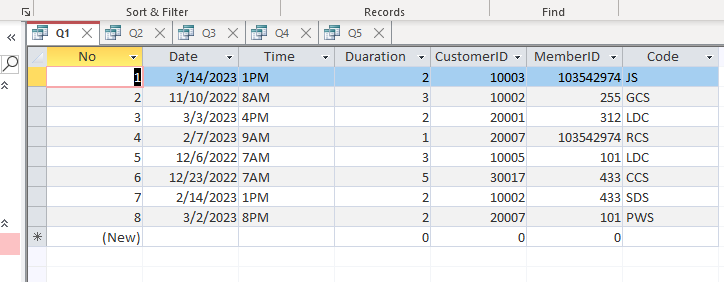 Sort & Filter Records Find
Q1 Q2 Q3 Q4 Q5
No Date Time Duaration CustomerID MemberID Code
1 3/14/2023 1PM 2 10003 103542974 JS
2 11/10/2022 8AM 3 10002 255 GCS
3 3/3/2023 4PM 2 20001 312 LDC
4 2/7/2023 9AM 1 20007 103542974 RCS
5 12/6/2022 7AM 3 10005 101 LDC
6 12/23/2022 7AM 5 30017 433 CCS
7 2/14/2023 1PM 2 10002 433 SDS
8 3/2/2023 8PM 2 20007 101 PWS
(New) 0 0 0